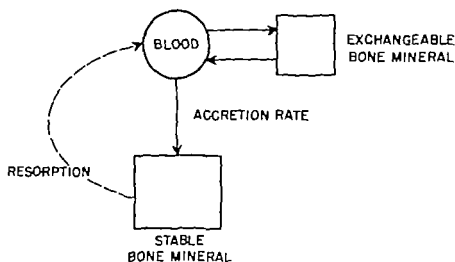 BLOOD
EXCHANGEABLE
BONE MINERAL
ACCRETION RATE
RESORPTION
STABLE
BONE MINERAL